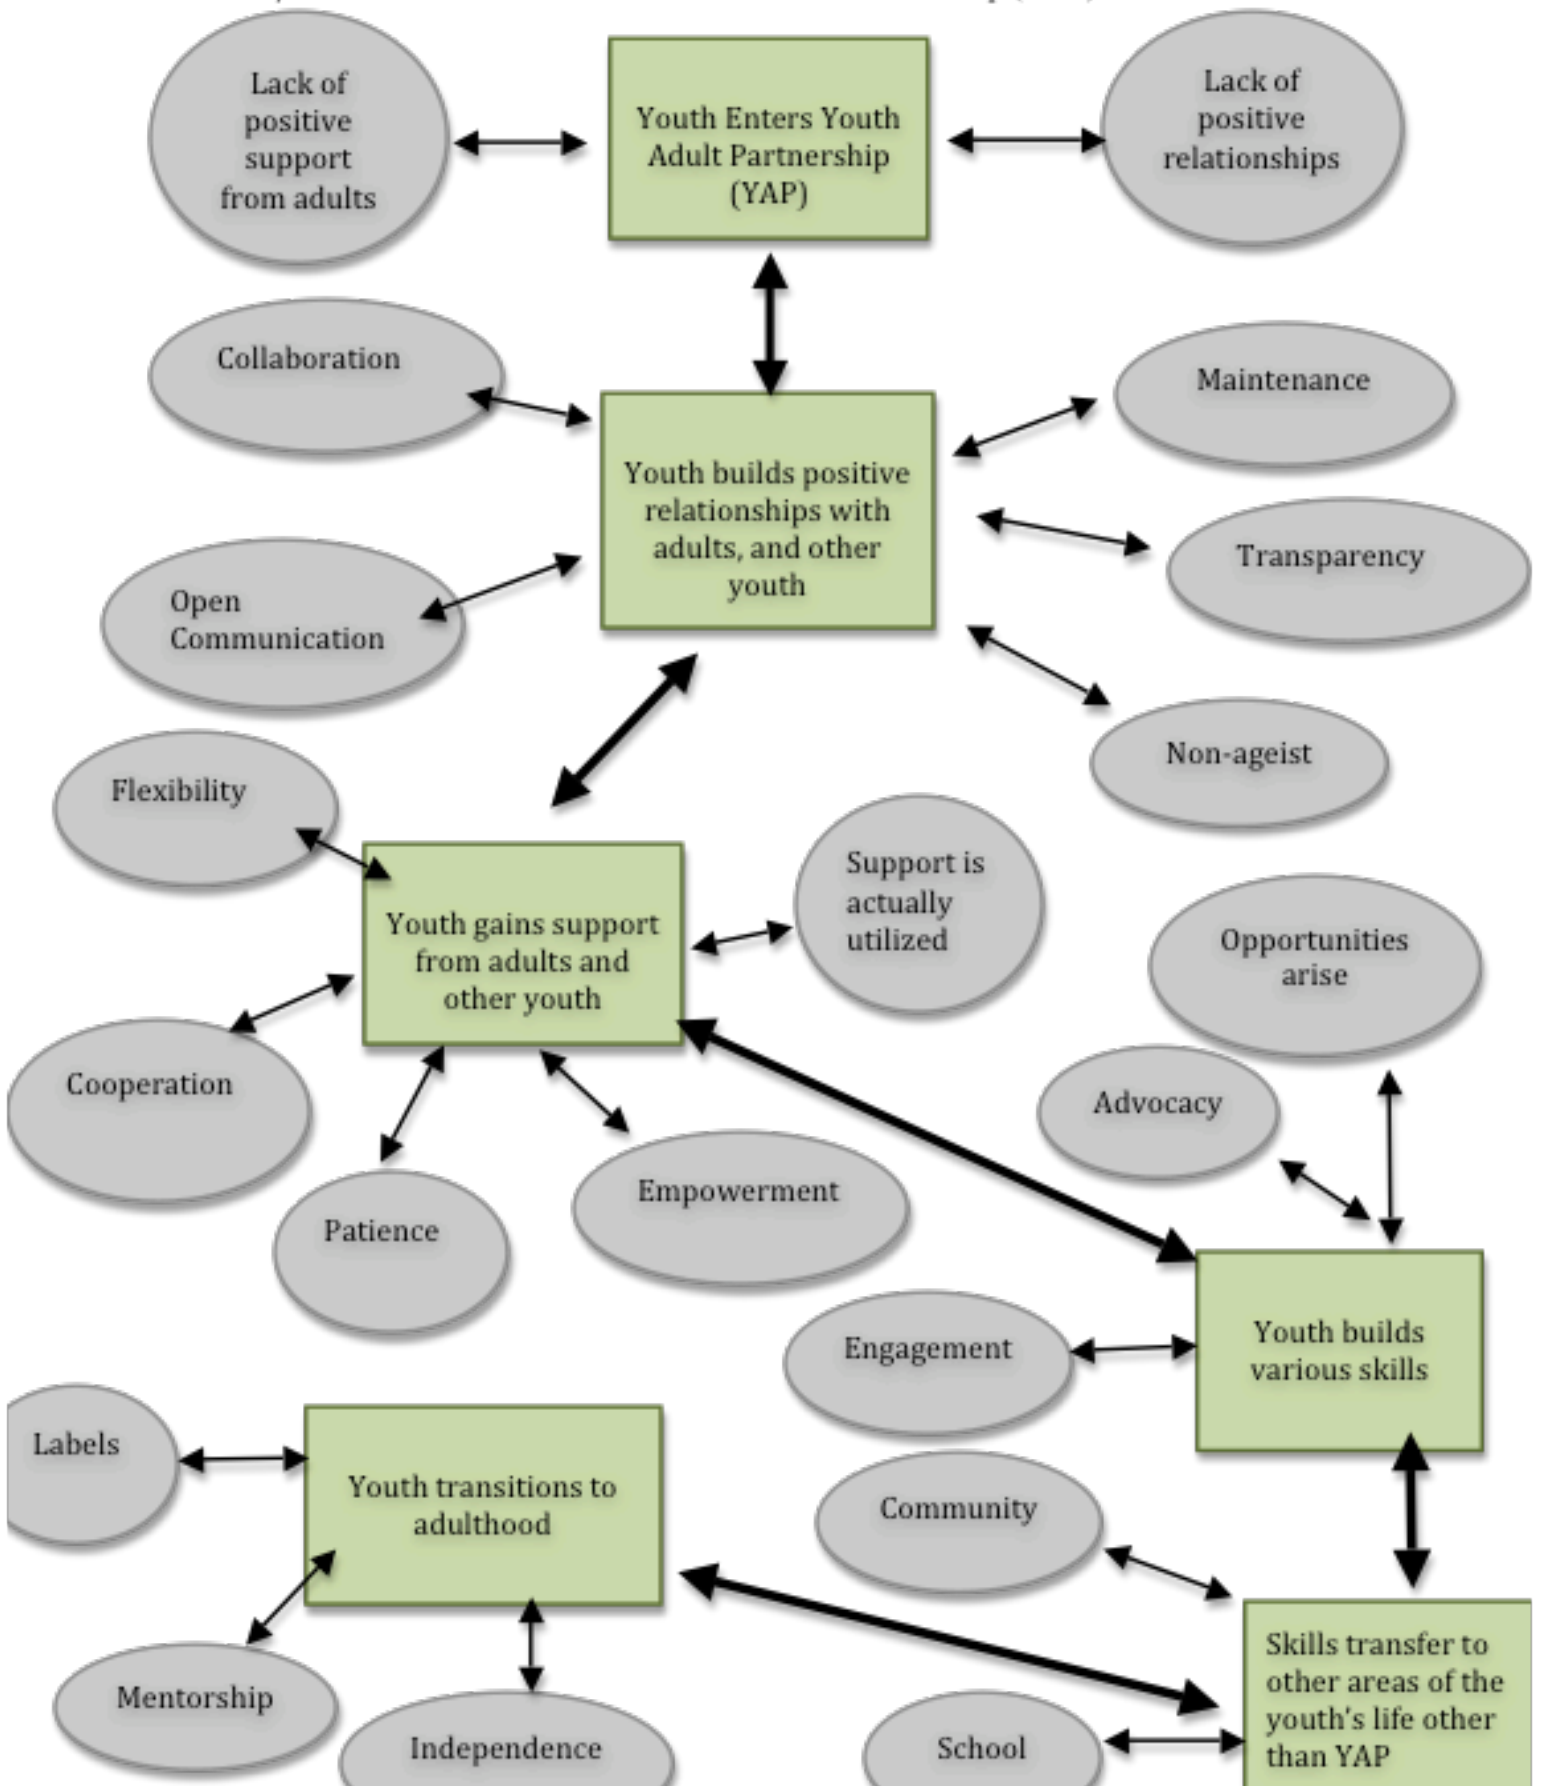 Lack of
positive
support
from adults
Youth Enters Youth
Adult Partnership
(YAP)
Lack of
positive
relationships
Collaboration
Maintenance
Youth builds positive
relationships with
adults, and other
youth
Transparency
Open
Communication
Non-ageist
Flexibility
Support is
actually
utilized
Youth gains support
from adults and
other youth
Opportunities
arise
Cooperation
Advocacy
Empowerment
Patience
Youth builds
various skills
Engagement
Labels
Youth transitions to
adulthood
Community
Skills transfer to
other areas of the
youth's life other
than YAP
Mentorship
Independence
School